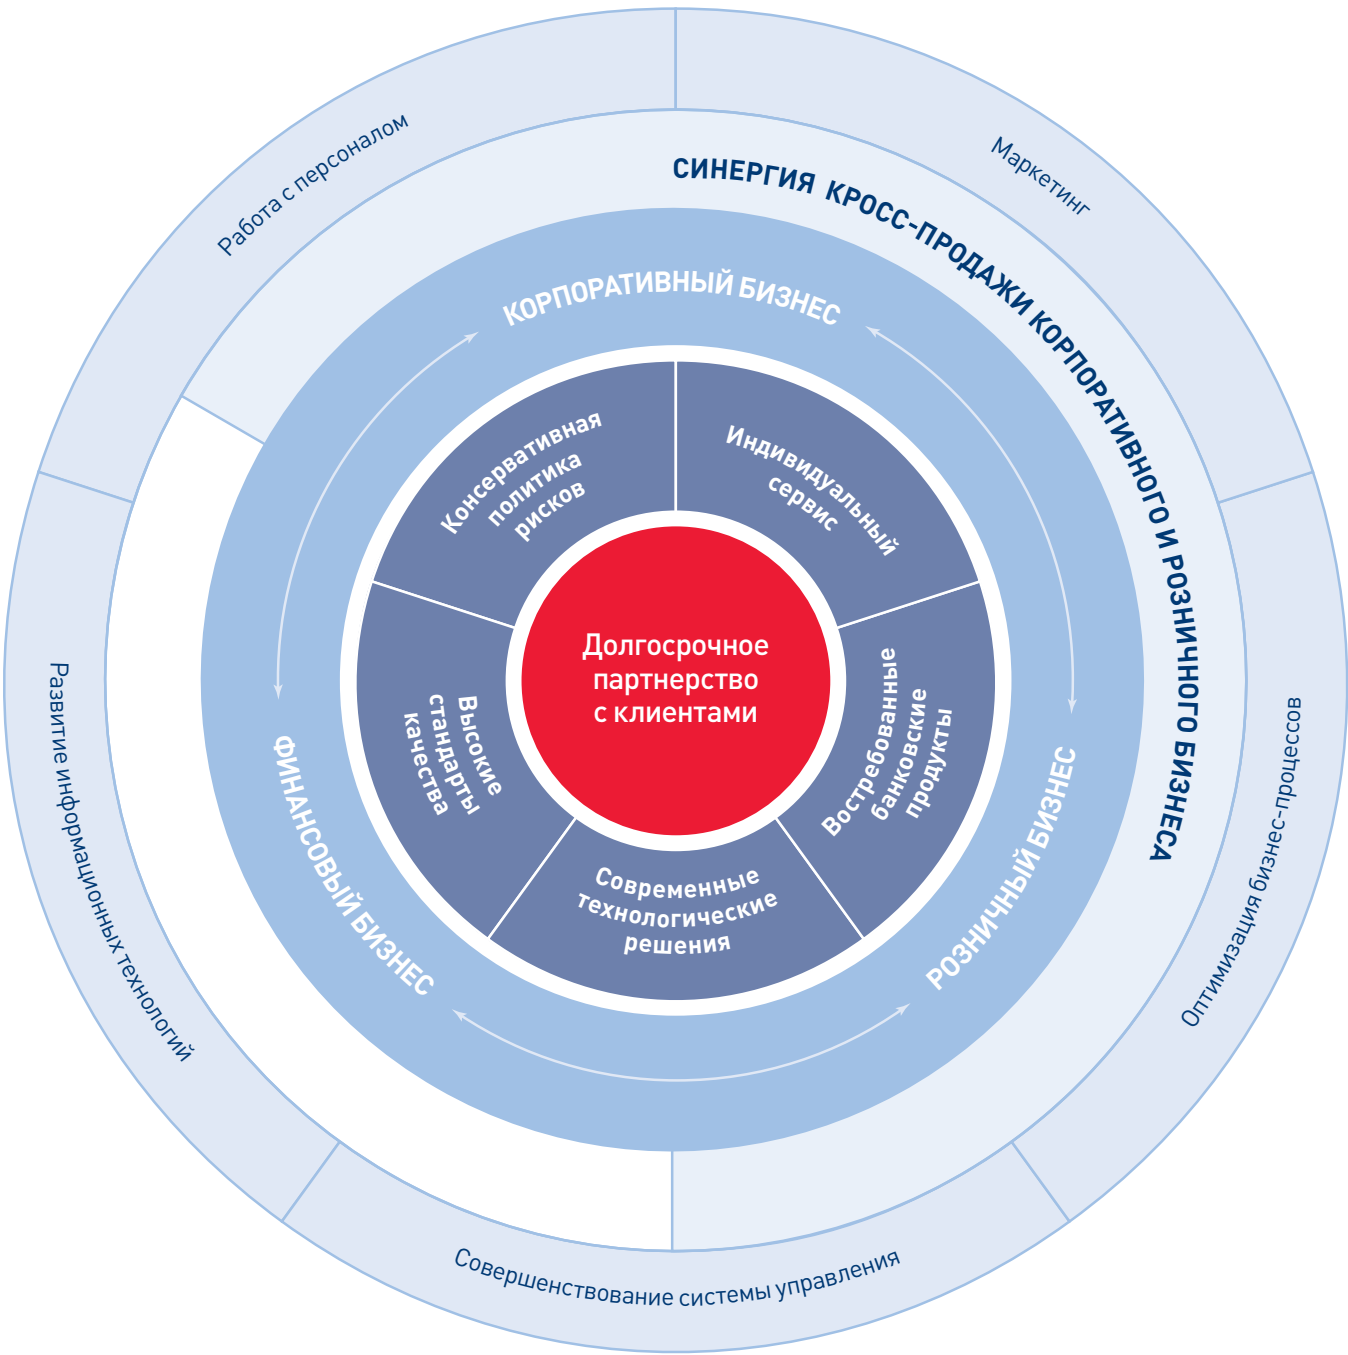 Работа с персоналом
Маркетинг
СИНЕРГИЯ КРОСС-ПРОДАЖИ КОРПОРАТИВНОГО И РОЗНИЧНОГО БИЗНЕСА
КОРПОРАТИВНЫЙ БИЗНЕС
Консервативная
политика
рисков
Индивидуальный
сервис
Долгосрочное
партнерство
с клиентами
Высокие
стандарты
качества
Востребованные
банковские
продукты
Современные
технологические
решения
ФИНАНСОВЫЙ БИЗНЕС
РОЗНИЧНЫЙ БИЗНЕС
Развитие информационных технологий
Оптимизация бизнес-процессов
Совершенствование системы управления